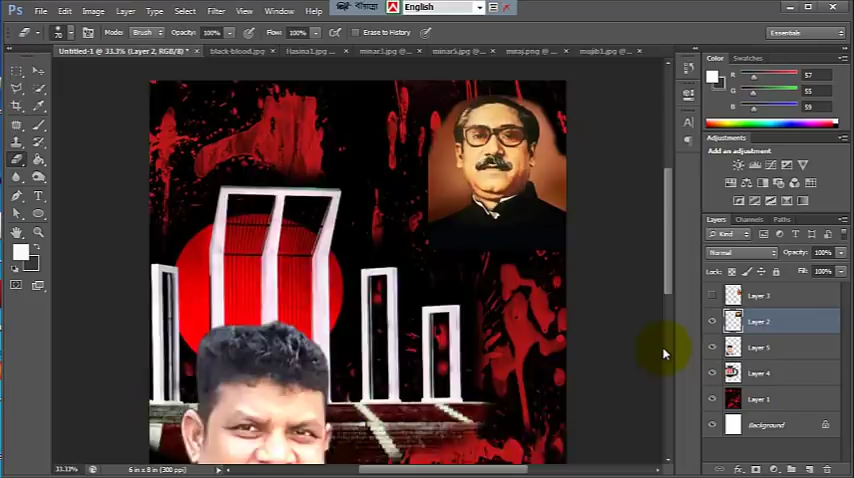 English
Ps File Edit Image Layer Type Select Filter View Window Help
70 Mode: Brush Opacity: 100% Flow: 100% Erase to History Essentials
Untitled-1 @ 33.3% (Layer 2, RGB/8) * × black-blood.jpg × Hasina1.jpg ... × minar3.jpg @... × minar5.jpg @... × miraj.png @... × mojib1.jpg @... ×
Color Swatches
R 57
G 55
B 59
Adjustments
Add an adjustment
Layers Channels Paths
Kind
Normal Opacity: 100%
Lock: Fill: 100%
Layer 3
Layer 2
Layer 5
Layer 4
Layer 1
Background
33.33% 6 in x 8 in (300 ppi)